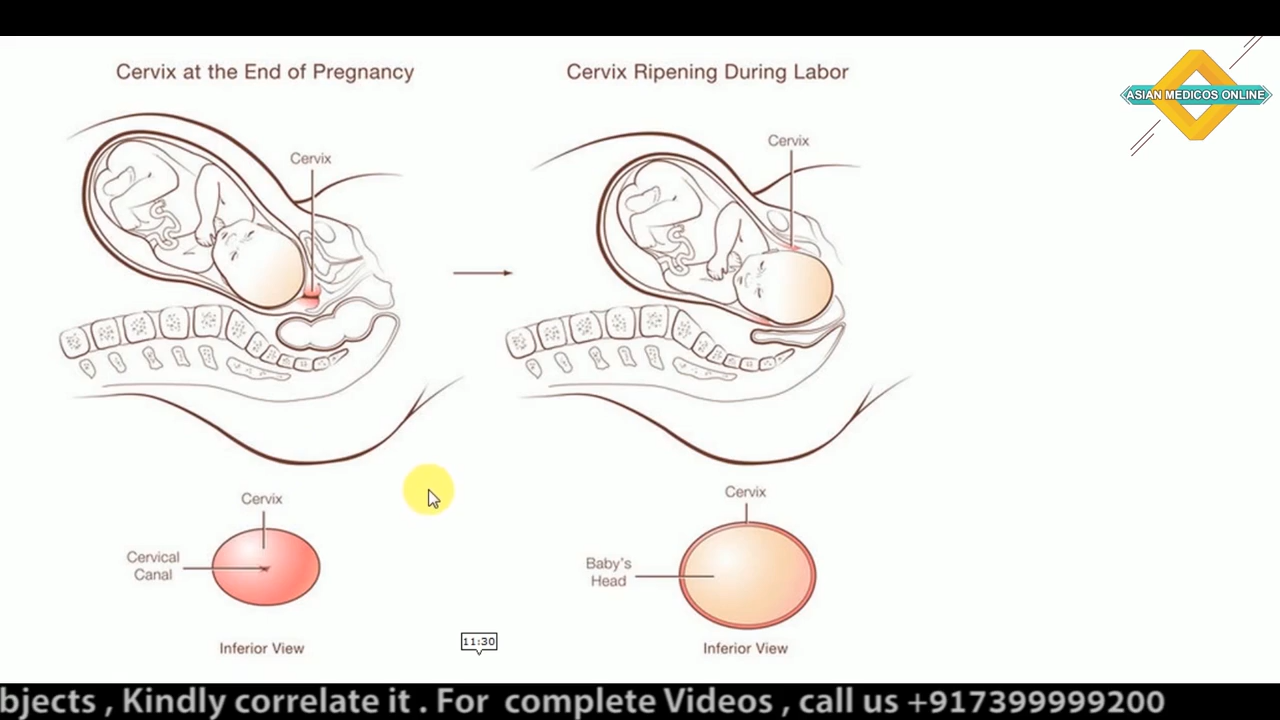 Cervix at the End of Pregnancy
Cervix Ripening During Labor
ASIAN MEDICOS ONLINE
Cervix
Cervix
Cervix
Cervical
Canal
Inferior View
Cervix
Baby's
Head
Inferior View
11:30
bjects , Kindly correlate it . For complete Videos , call us +917399999200